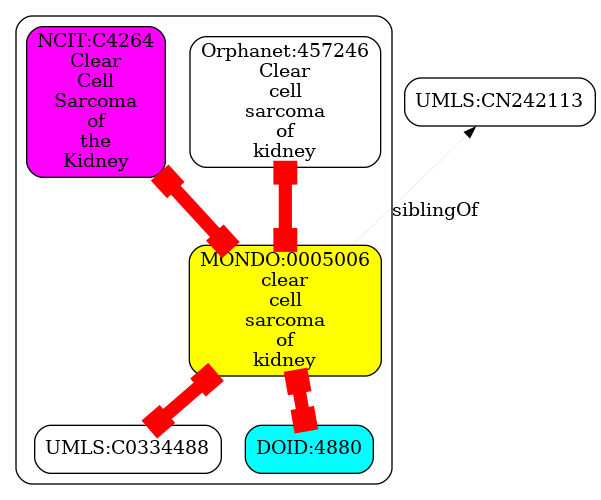 NCIT:C4264
Clear
Cell
Sarcoma
of
the
Kidney
Orphanet:457246
Clear
cell
sarcoma
of
kidney
UMLS:CN242113
siblingOf
MONDO:0005006
clear
cell
sarcoma
of
kidney
UMLS:C0334488
DOID:4880